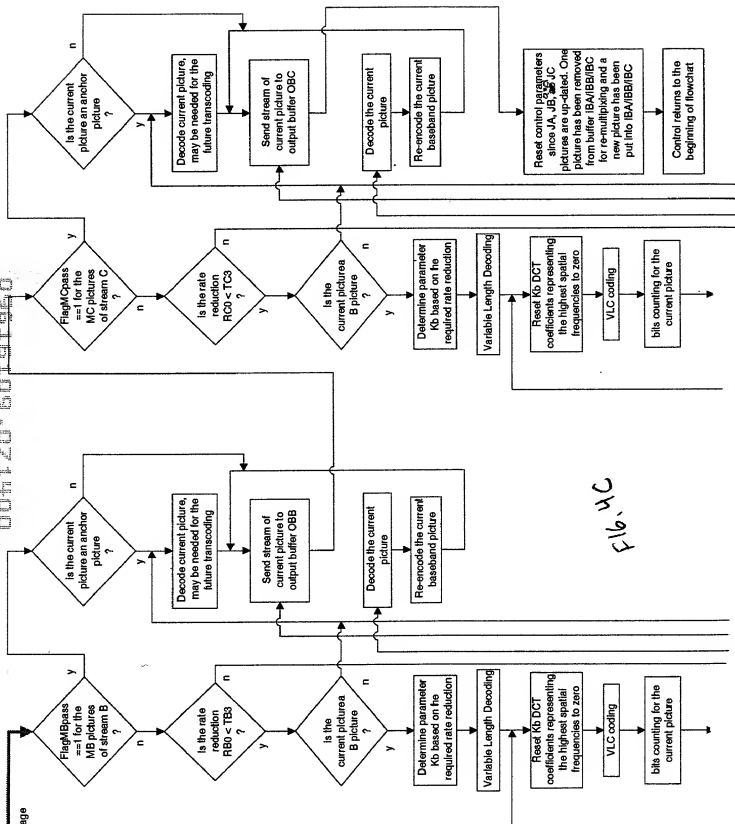 age
FlagMBpass
==1 for the
MB pictures
of stream B
?
y
n
Is the current
picture an anchor
picture
?
n
y
Is the rate
reduction
RB0 < TB3
?
n
y
Decode current picture,
may be needed for the
future transcoding
Send stream of
current picture to
output buffer OBB
Is the
current picturea
B picture
?
n
y
Decode the current
picture
Re-encode the current
baseband picture
Determine parameter
Kb based on he
required rate reduction
Variable Length Decoding
Reset Kb DCT
coefficients representing
the highest spatial
frequencies to zero
VLC coding
bits counting for the
current picture
FlagMCpass
==1 for the
MC pictures
of stream C
?
y
n
Is the current
picture an anchor
picture
?
n
y
Is the rate
reduction
RC0 < TC3
?
n
y
Decode current picture,
may be needed for the
future transcoding
Send stream of
current picture to
output buffer OBC
Is the
current picturea
B picture
?
n
y
Decode the current
picture
Re-encode the current
baseband picture
Determine parameter
Kb based on he
required rate reduction
Variable Length Decoding
Reset Kb DCT
coefficients representing
the highest spatial
frequencies to zero
VLC coding
bits counting for the
current picture
Reset control parameters
since JA, JB, JC
pictures are up-dated. One
picture has been removed
from buffer IBA/IBB/IBC
for re-multiplxing and a
new picture has been
put into IBA/IBB/IBC
Control returns to the
beginning of flowchart
FIG. 4C